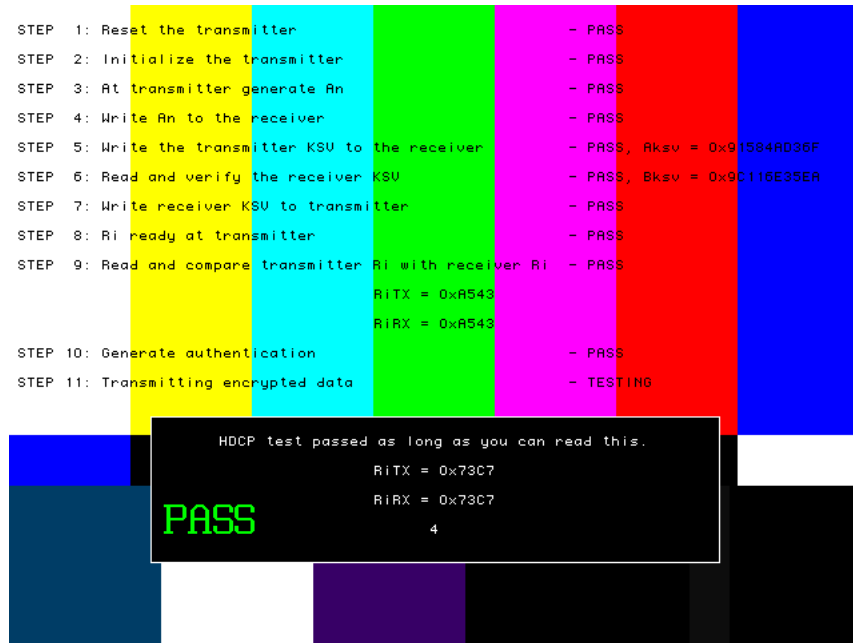 STEP 1: Reset the transmitter - PASS
STEP 2: Initialize the transmitter - PASS
STEP 3: At transmitter generate An - PASS
STEP 4: Write An to the receiver - PASS
STEP 5: Write the transmitter KSV to the receiver - PASS, Aksv = 0x91584AD36F
STEP 6: Read and verify the receiver KSV - PASS, Bksv = 0x9C116E35EA
STEP 7: Write receiver KSV to transmitter - PASS
STEP 8: Ri ready at transmitter - PASS
STEP 9: Read and compare transmitter Ri with receiver Ri - PASS
RiTX = 0xA543
RiRX = 0xA543
STEP 10: Generate authentication - PASS
STEP 11: Transmitting encrypted data - TESTING
HDCP test passed as long as you can read this.
RiTX = 0x73C7
RiRX = 0x73C7
PASS
4